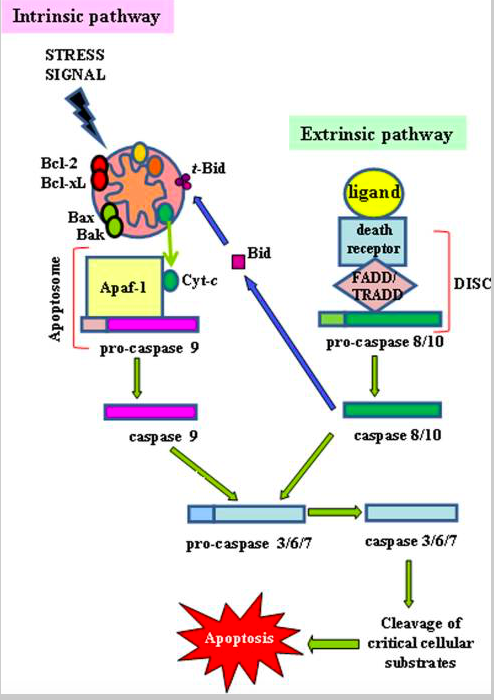 Intrinsic pathway
STRESS
SIGNAL
Extrinsic pathway
Bcl-2
Bcl-xL
t-Bid
ligand
Bax
Bak
death
receptor
Bid
FADD/
TRADD
DISC
Apoptosome
Apaf-1
Cyt-c
pro-caspase 9
pro-caspase 8/10
caspase 9
caspase 8/10
pro-caspase 3/6/7
caspase 3/6/7
Apoptosis
Cleavage of
critical cellular
substrates